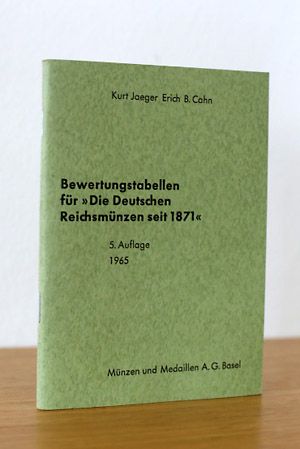 Kurt Jaeger Erich B. Cahn
Bewertungstabellen
für »Die Deutschen
Reichsmünzen seit 1871«
5. Auflage
1965
Münzen und Medaillen A. G. Basel